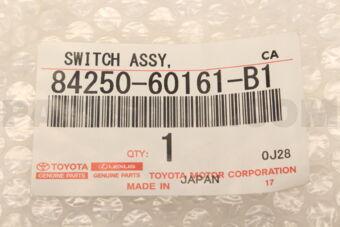 SWITCH ASSY, CA
84250-60161-B1
QTY: 1 0J28
TOYOTA LEXUS TOYOTA MOTOR CORPORATION
GENUINE PARTS GENUINE PARTS
MADE IN JAPAN 17